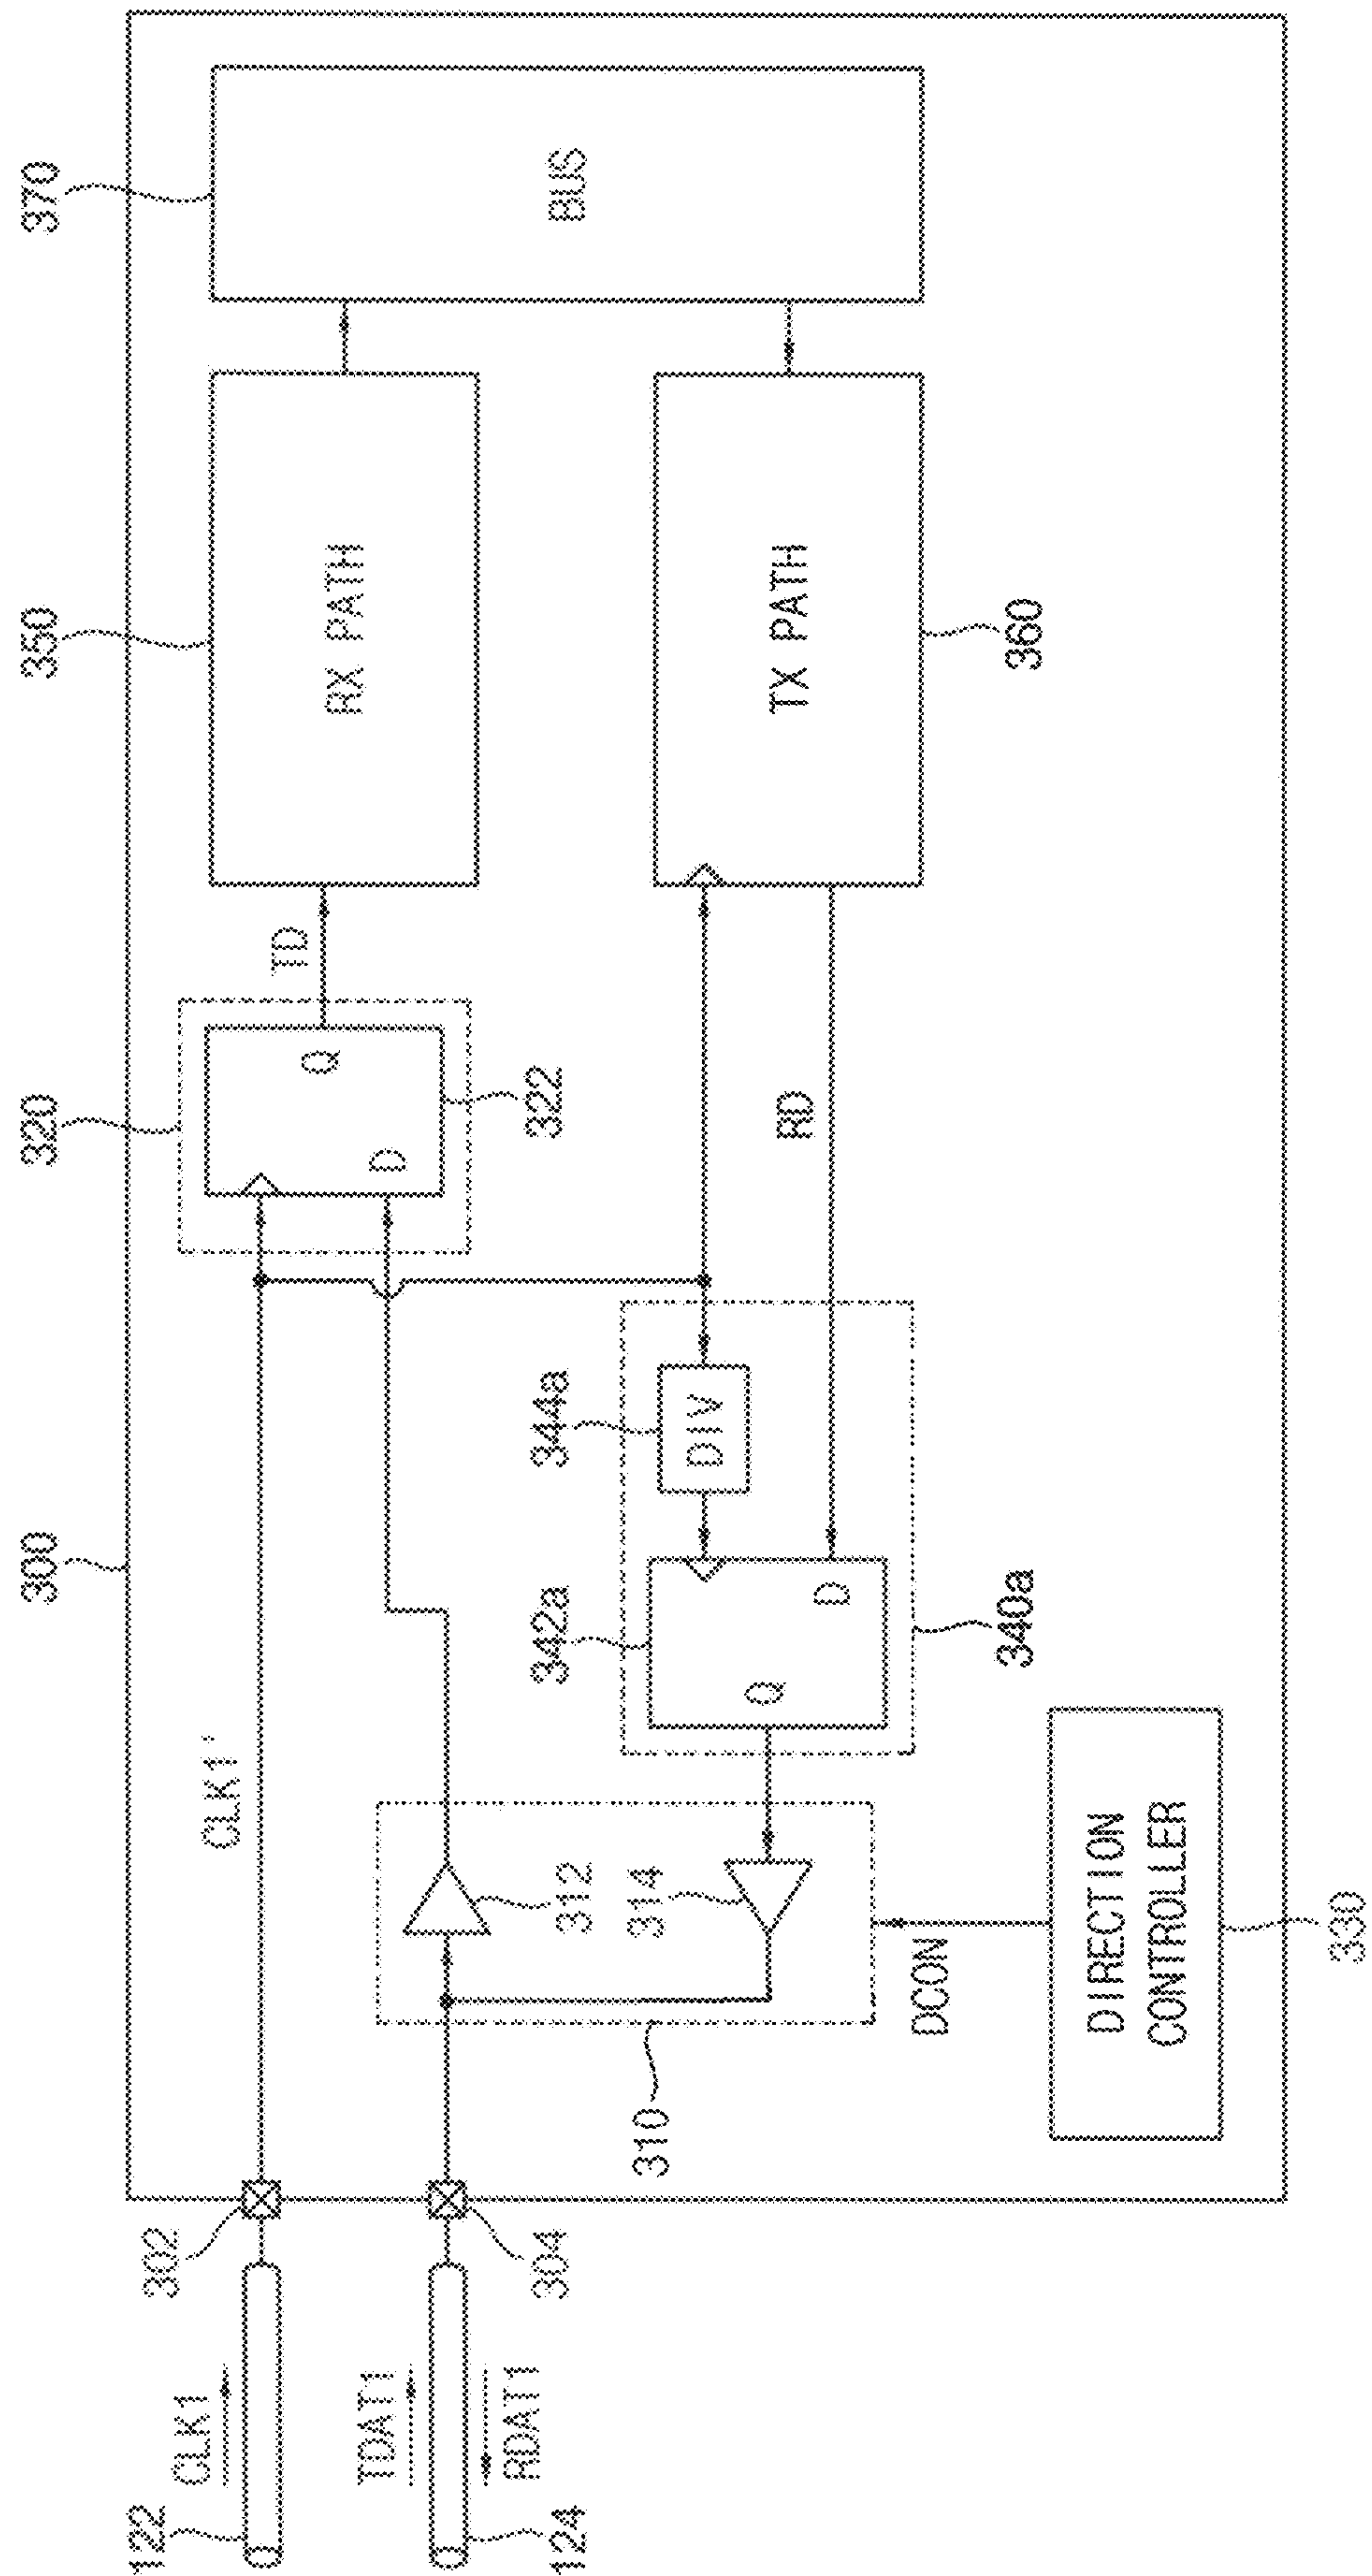 300
320
350
370
CLK1'
TD
Q
D
322
RX PATH
BUS
122
CLK1
302
TDAT1
RDAT1
124
304
310
312
314
342a
344a
DIV
Q
D
340a
RD
TX PATH
360
DCON
DIRECTION
CONTROLLER
330